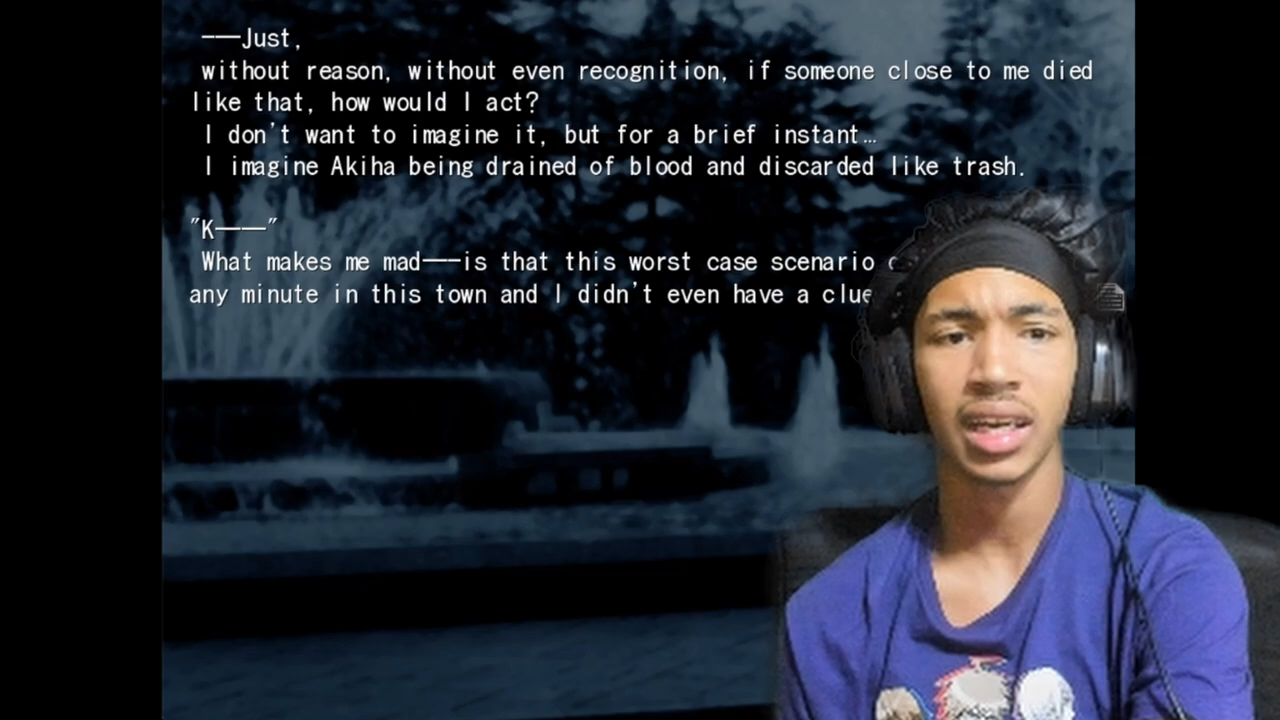 ──Just,
without reason, without even recognition, if someone close to me died
like that, how would I act?
I don't want to imagine it, but for a brief instant…
I imagine Akiha being drained of blood and discarded like trash.
"K───"
What makes me mad──is that this worst case scenario
any minute in this town and I didn't even have a clue